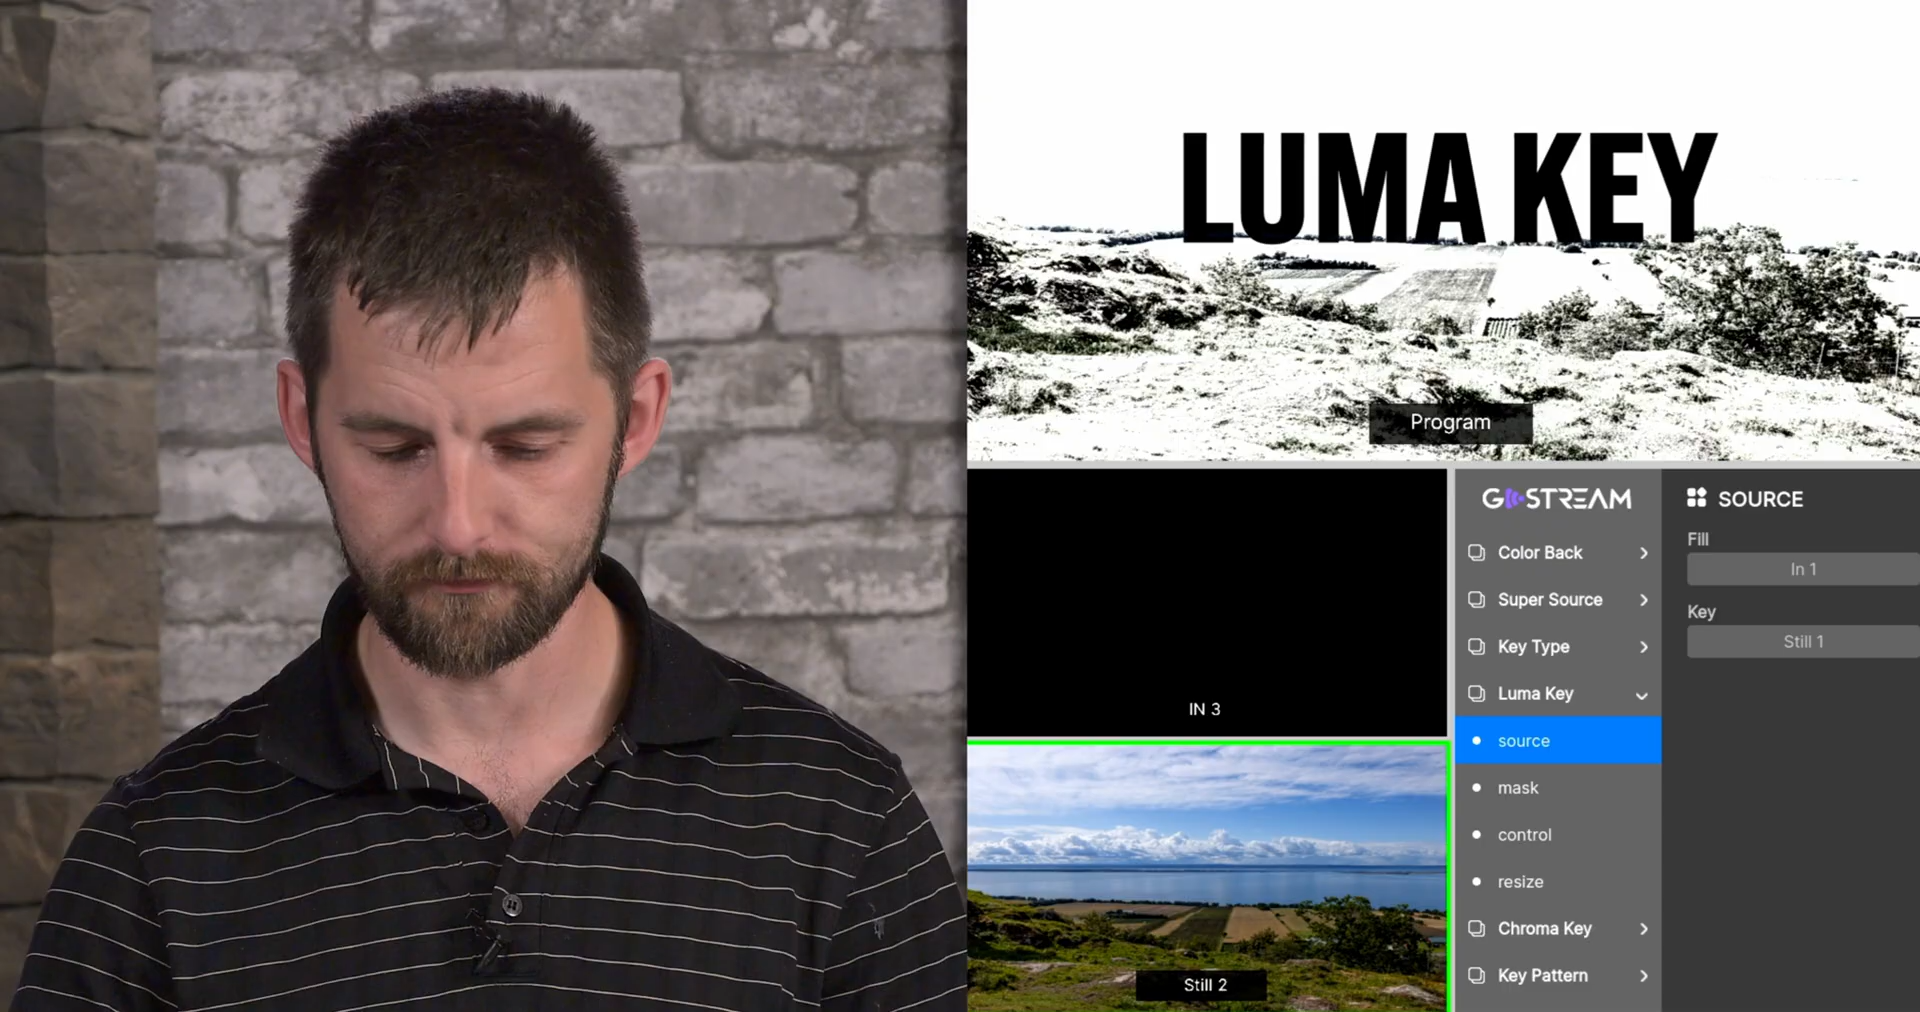 LUMA KEY
Program
IN 3
Still 2
GOSTREAM
Color Back
Super Source
Key Type
Luma Key
source
mask
control
resize
Chroma Key
Key Pattern
SOURCE
Fill
In 1
Key
Still 1